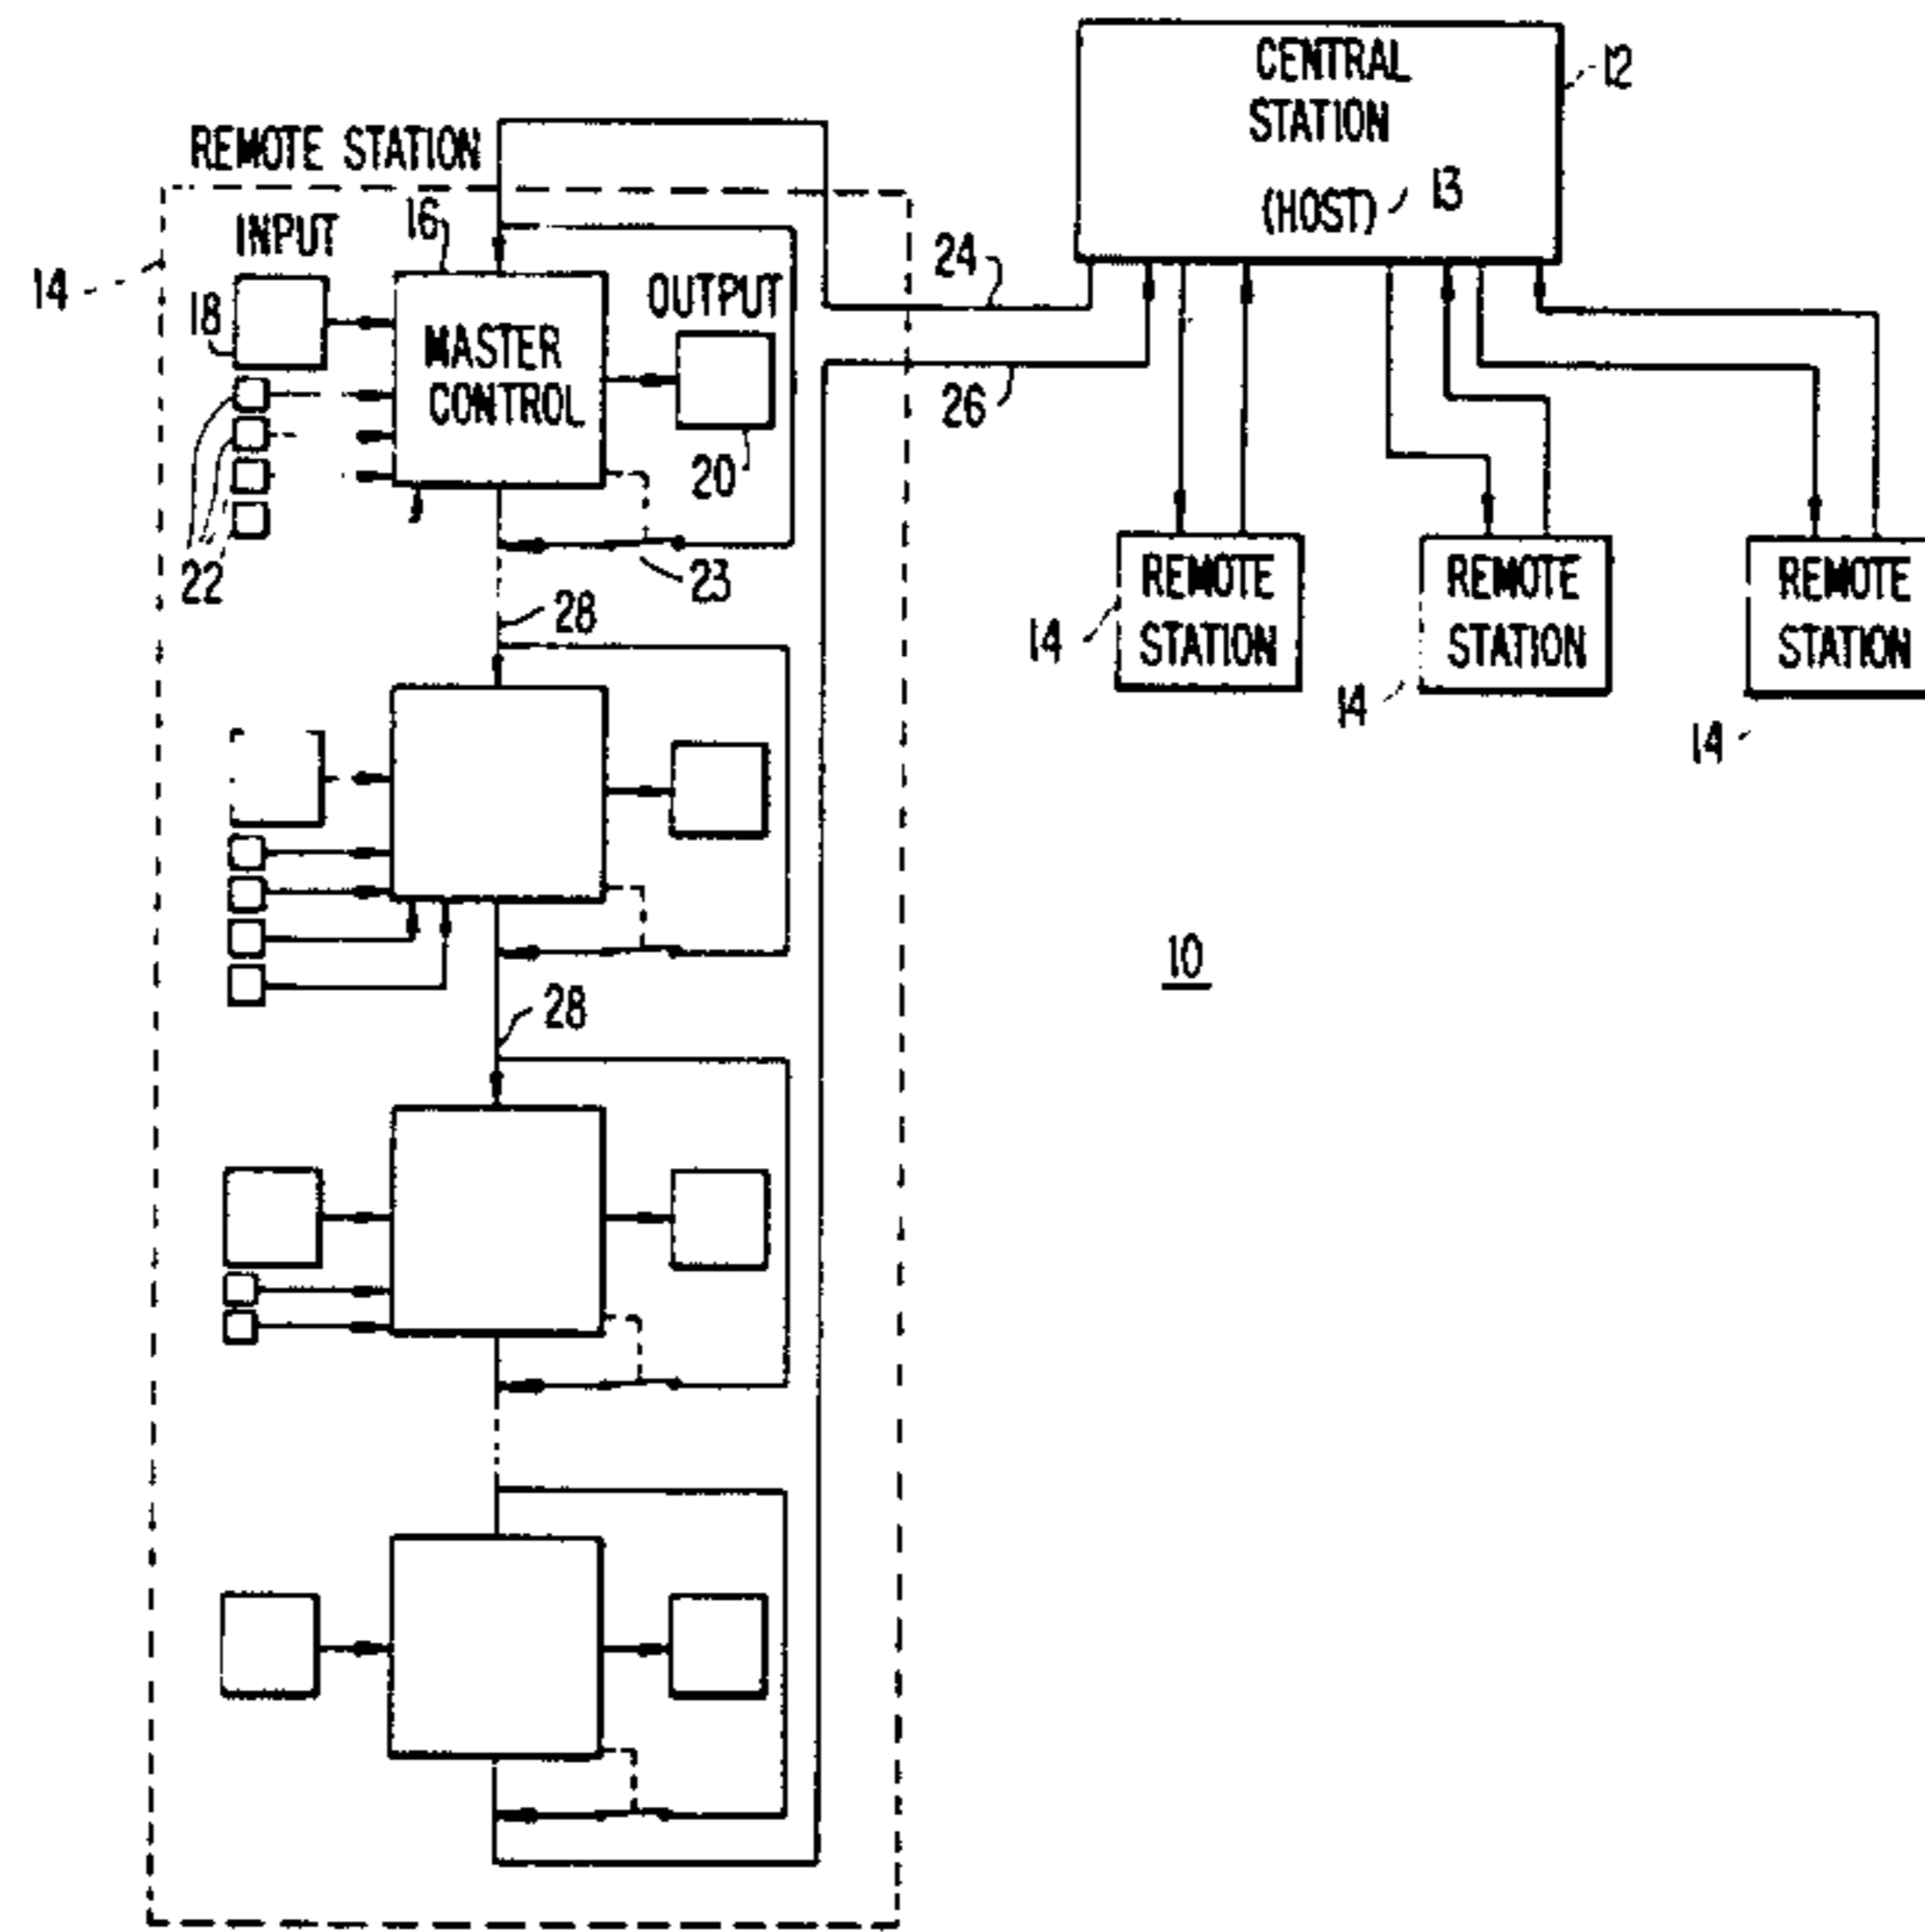 CENTRAL
STATION
(HOST)
13
12
REMOTE STATION
INPUT
16
14
18
OUTPUT
MASTER
CONTROL
20
22
23
24
26
28
REMOTE
STATION
14
REMOTE
STATION
14
REMOTE
STATION
14
10
28